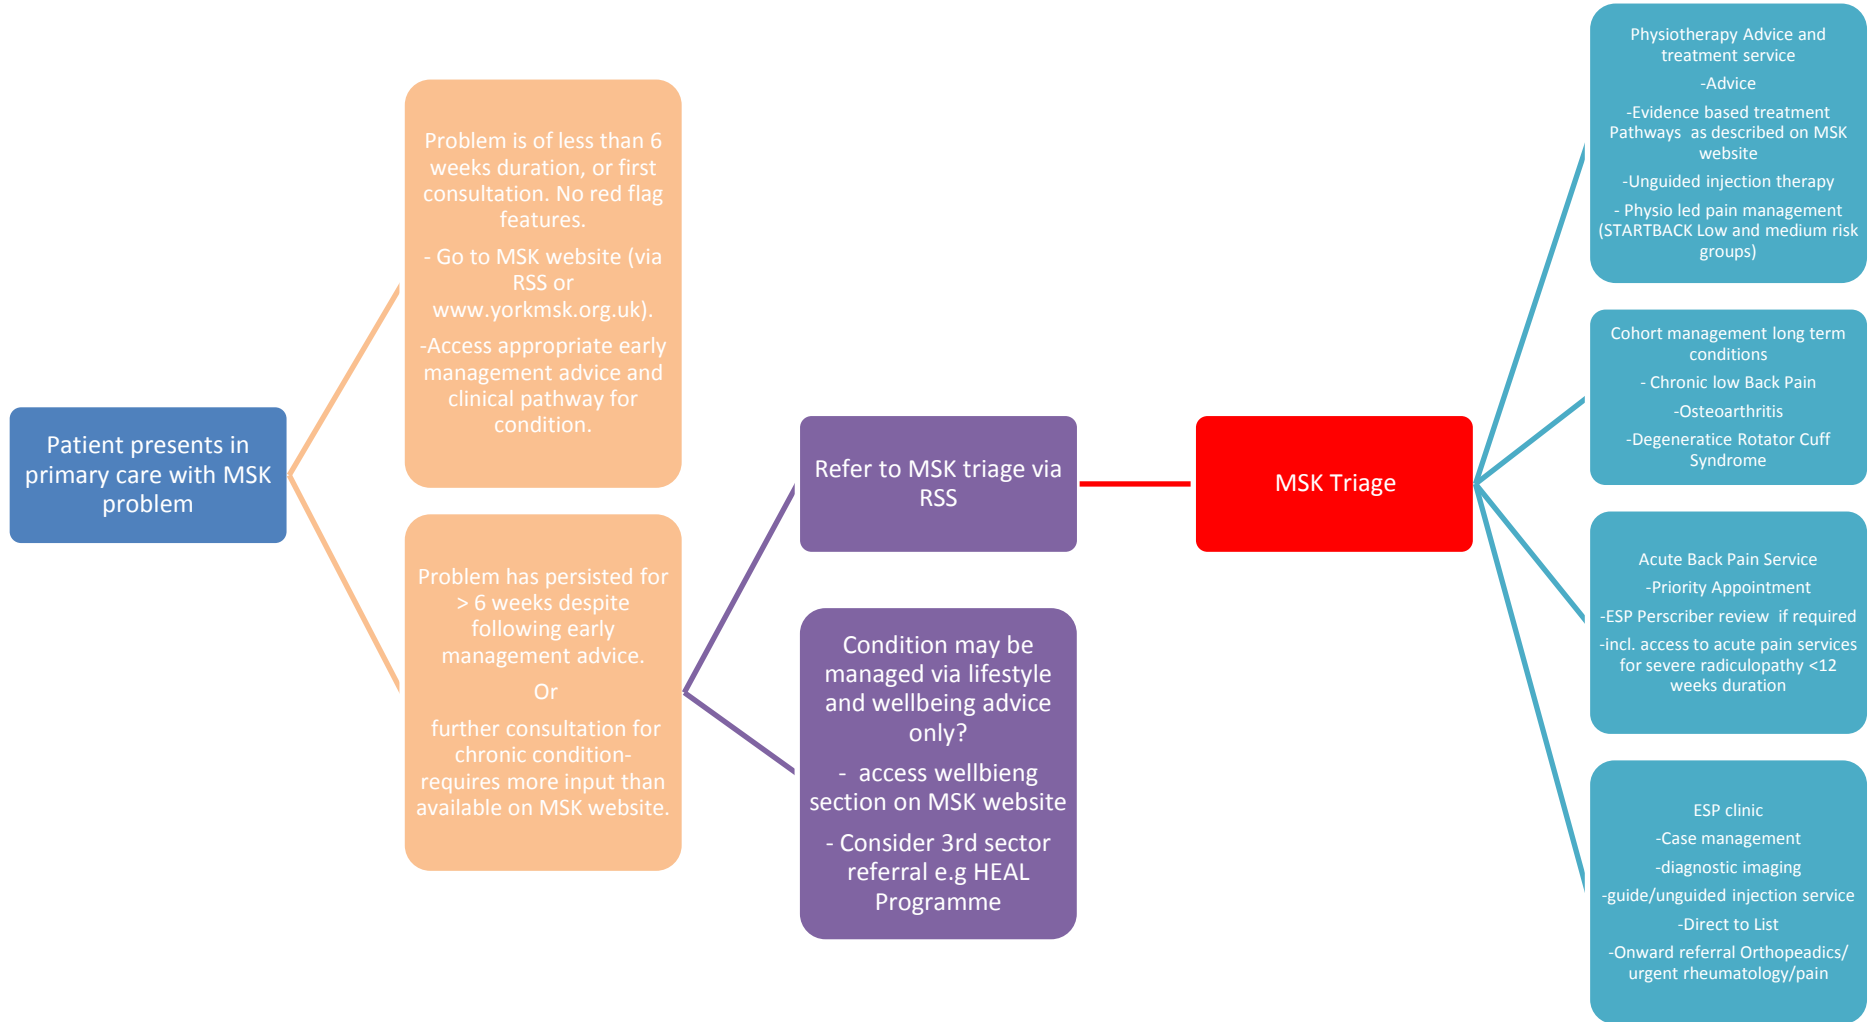 Patient presents in
primary care with MSK
problem
Problem is of less than 6
weeks duration, or first
consultation. No red flag
features.
- Go to MSK website (via
RSS or
www.yorkmsk.org.uk).
-Access appropriate early
management advice and
clinical pathway for
condition.
Problem has persisted for
> 6 weeks despite
following early
management advice.
Or
further consultation for
chronic condition-
requires more input than
available on MSK website.
Refer to MSK triage via
RSS
Condition may be
managed via lifestyle
and wellbeing advice
only?
- access wellbieng
section on MSK website
- Consider 3rd sector
referral e.g HEAL
Programme
MSK Triage
Physiotherapy Advice and
treatment service
-Advice
-Evidence based treatment
Pathways as described on MSK
website
-Unguided injection therapy
- Physio led pain management
(STARTBACK Low and medium risk
groups)
Cohort management long term
conditions
- Chronic low Back Pain
-Osteoarthritis
-Degeneratice Rotator Cuff
Syndrome
Acute Back Pain Service
-Priority Appointment
-ESP Perscriber review if required
-incl. access to acute pain services
for severe radiculopathy <12
weeks duration
ESP clinic
-Case management
-diagnostic imaging
-guide/unguided injection service
-Direct to List
-Onward referral Orthopeadics/
urgent rheumatology/pain